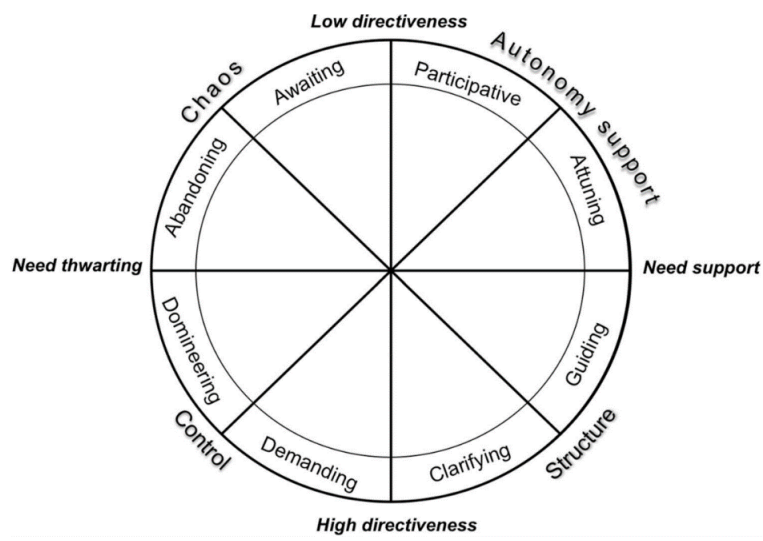 Low directiveness
Chaos
Autonomy support
Awaiting
Participative
Abandoning
Attuning
Need thwarting
Need support
Domineering
Guiding
Control
Structure
Demanding
Clarifying
High directiveness